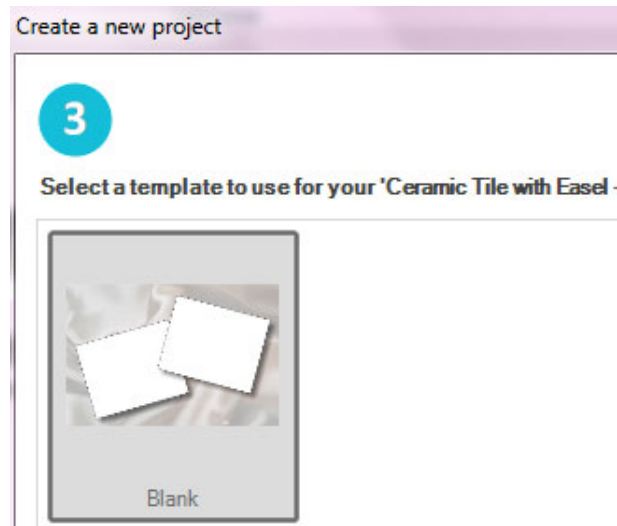 Create a new project
3
Select a template to use for your 'Ceramic Tile with Easel -
Blank